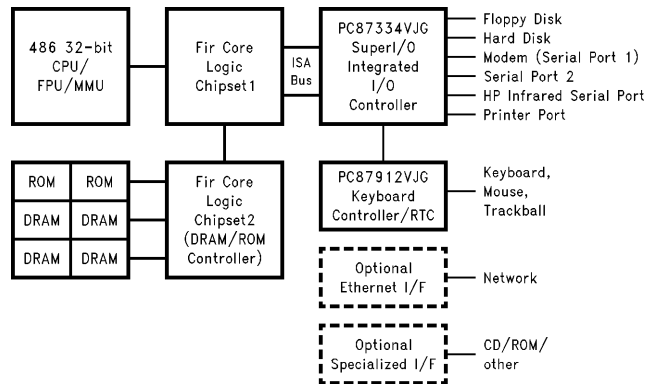 486 32-bit
CPU/
FPU/MMU
Fir Core
Logic
Chipset1
ISA
Bus
PC87334VJG
SuperI/O
Integrated
I/O
Controller
Floppy Disk
Hard Disk
Modem (Serial Port 1)
Serial Port 2
HP Infrared Serial Port
Printer Port
ROM ROM
DRAM DRAM
DRAM DRAM
Fir Core
Logic
Chipset2
(DRAM/ROM
Controller)
PC87912VJG
Keyboard
Controller/RTC
Keyboard,
Mouse,
Trackball
Optional
Ethernet I/F
Network
Optional
Specialized I/F
CD/ROM/
other